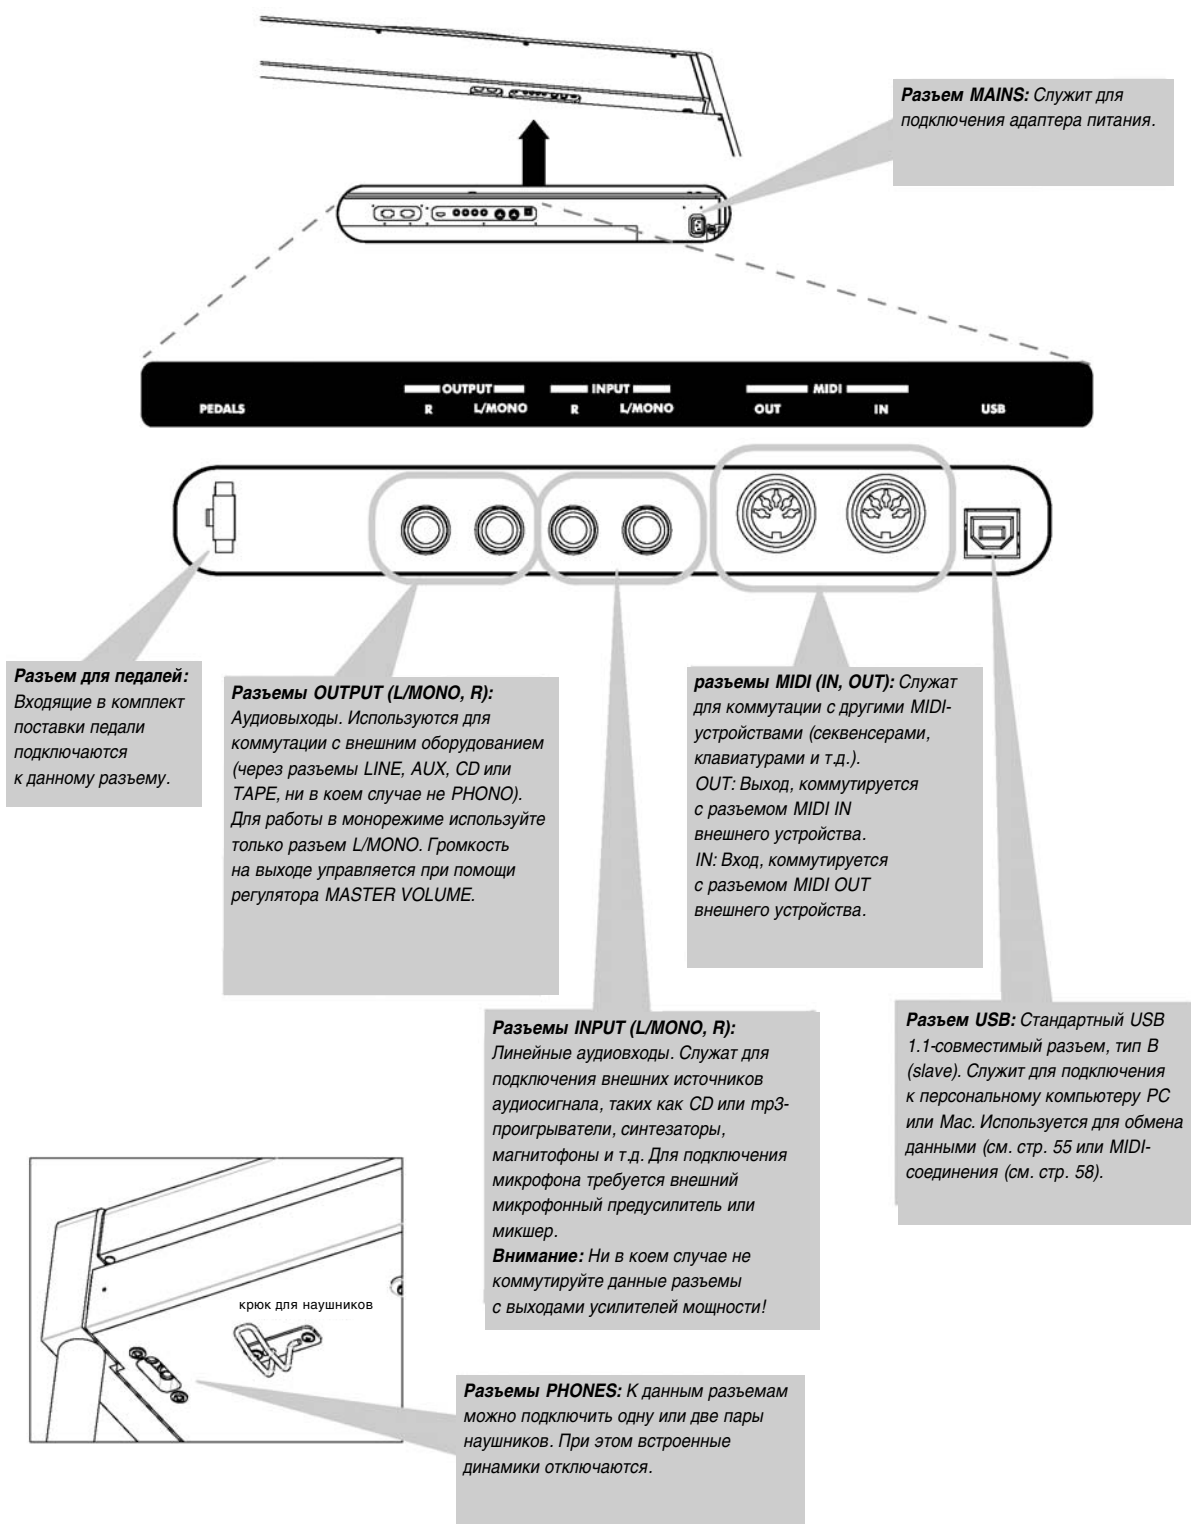 Разъем MAINS: Служит для
подключения адаптера питания.
OUTPUT INPUT MIDI
PEDALS R L/MONO R L/MONO OUT IN USB
Разъем для педалей:
Входящие в комплект
поставки педали
подключаются
к данному разъему.
Разъемы OUTPUT (L/MONO, R):
Аудиовыходы. Используются для
коммутации с внешним оборудованием
(через разъемы LINE, AUX, CD или
TAPE, ни в коем случае не PHONO).
Для работы в монорежиме используйте
только разъем L/MONO. Громкость
на выходе управляется при помощи
регулятора MASTER VOLUME.
разъемы MIDI (IN, OUT): Служат
для коммутации с другими MIDI-
устройствами (секвенсерами,
клавиатурами и т.д.).
OUT: Выход, коммутируется
с разъемом MIDI IN
внешнего устройства.
IN: Вход, коммутируется
с разъемом MIDI OUT
внешнего устройства.
Разъемы INPUT (L/MONO, R):
Линейные аудиовходы. Служат для
подключения внешних источников
аудиосигнала, таких как CD или mp3-
проигрыватели, синтезаторы,
магнитофоны и т.д. Для подключения
микрофона требуется внешний
микрофонный предусилитель или
микшер.
Внимание: Ни в коем случае не
коммутируйте данные разъемы
с выходами усилителей мощности!
Разъем USB: Стандартный USB
1.1-совместимый разъем, тип B
(slave). Служит для подключения
к персональному компьютеру PC
или Mac. Используется для обмена
данными (см. стр. 55 или MIDI-
соединения (см. стр. 58).
крюк для наушников
Разъемы PHONES: К данным разъемам
можно подключить одну или две пары
наушников. При этом встроенные
динамики отключаются.